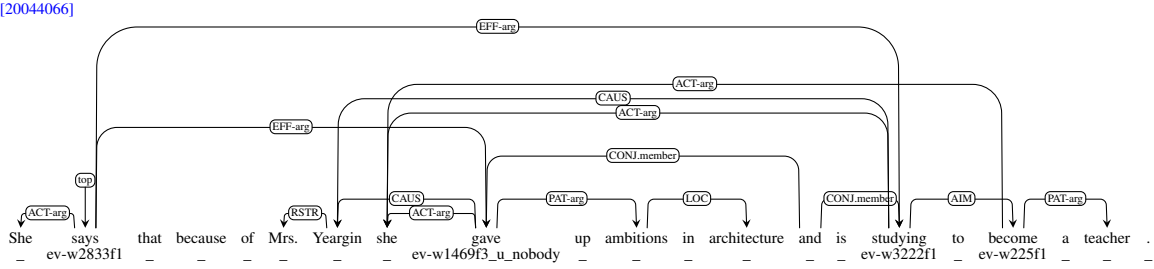 [20044066]
EFF-arg
ACT-arg
CAUS
ACT-arg
EFF-arg
CONJ.member
top
ACT-arg RSTR CAUS ACT-arg PAT-arg LOC CONJ.member AIM PAT-arg
She says that because of Mrs. Yeargin she gave up ambitions in architecture and is studying to become a teacher .
_ ev-w2833f1 _ _ _ _ _ _ ev-w1469f3_u_nobody _ _ _ _ _ _ ev-w3222f1 _ ev-w225f1 _ _ _